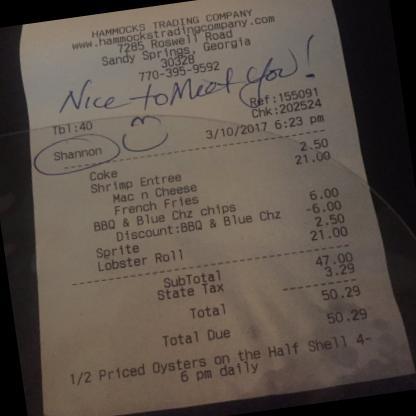 HAMMOCKS TRADING COMPANY
www.hammockstradingcompany.com
7285 Roswell Road
Sandy Springs, Georgia
30328
770-395-9592
Nice to Meet You!
Ref:155091
Tbl:40 Chk:202524
Shannon 3/10/2017 6:23 pm
Coke 2.50
Shrimp Entree 21.00
Mac n Cheese
French Fries
BBQ & Blue Chz chips 6.00
Discount:BBQ & Blue Chz -6.00
Sprite 2.50
Lobster Roll 21.00
SubTotal 47.00
State Tax 3.29
Total 50.29
Total Due 50.29
1/2 Priced Oysters on the Half Shell 4-
6 pm daily